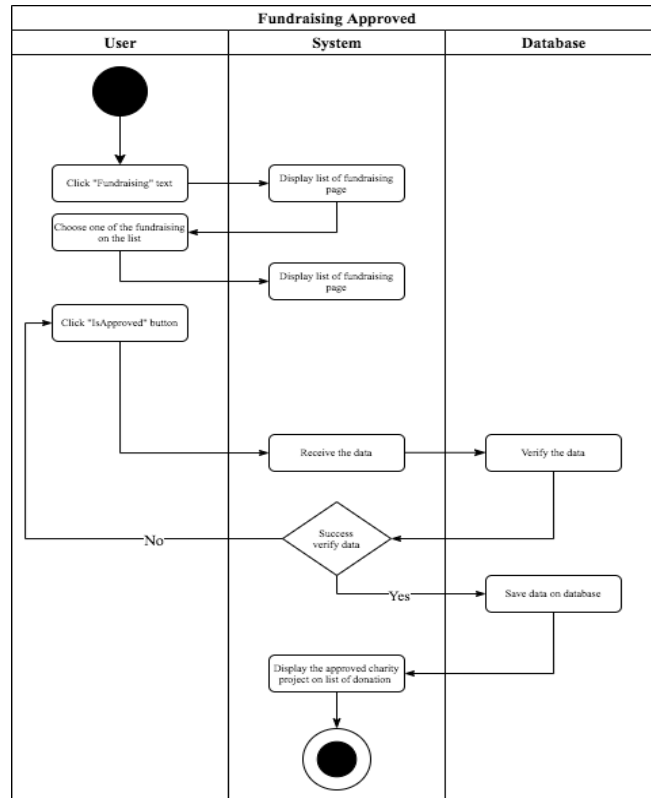 Fundraising Approved
User
System
Database
Click "Fundraising" text
Display list of fundraising
page
Choose one of the fundraising
on the list
Display list of fundraising
page
Click "IsApproved" button
Receive the data
Verify the data
Success
verify data
No
Yes
Save data on database
Display the approved charity
project on list of donation